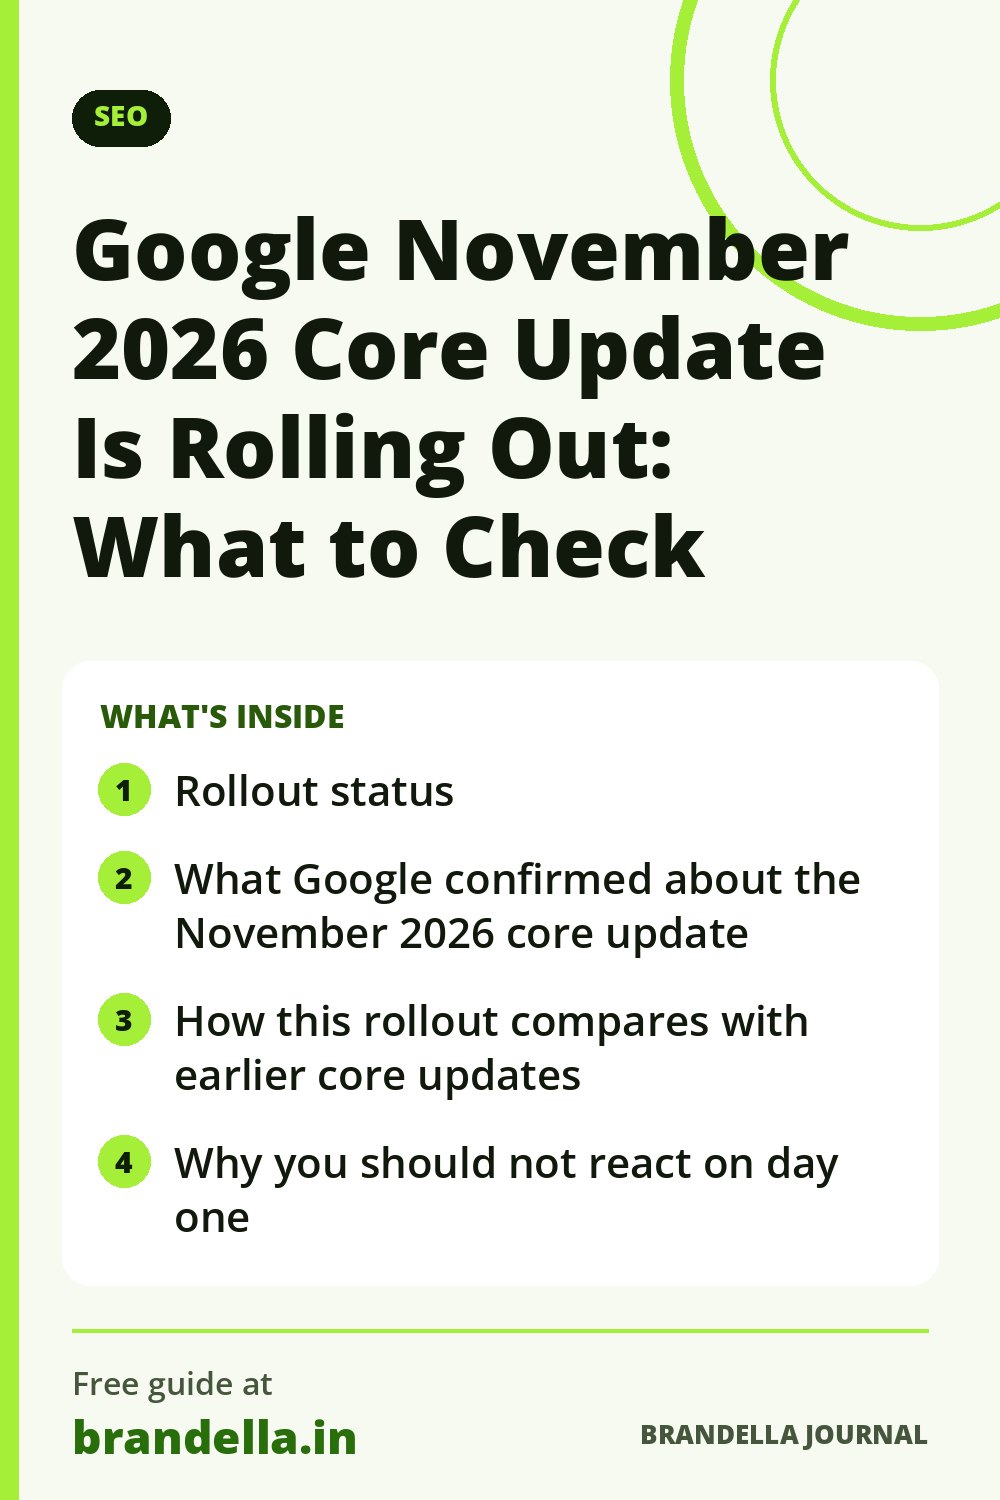 SEO
Google November
2026 Core Update
Is Rolling Out:
What to Check
WHAT'S INSIDE
1 Rollout status
2 What Google confirmed about the
November 2026 core update
3 How this rollout compares with
earlier core updates
4 Why you should not react on day
one
Free guide at
brandella.in
BRANDELLA JOURNAL